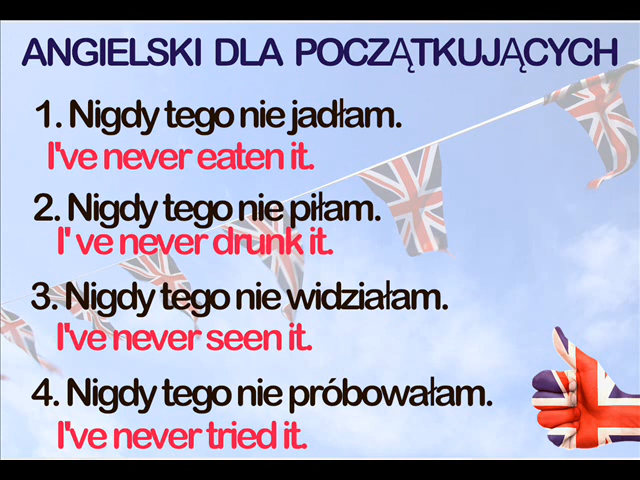 ANGIELSKI DLA POCZĄTKUJĄCYCH
1. Nigdy tego nie jadłam.
I've never eaten it.
2. Nigdy tego nie piłam.
I' ve never drunk it.
3. Nigdy tego nie widziałam.
I've never seen it.
4. Nigdy tego nie próbowałam.
I've never tried it.